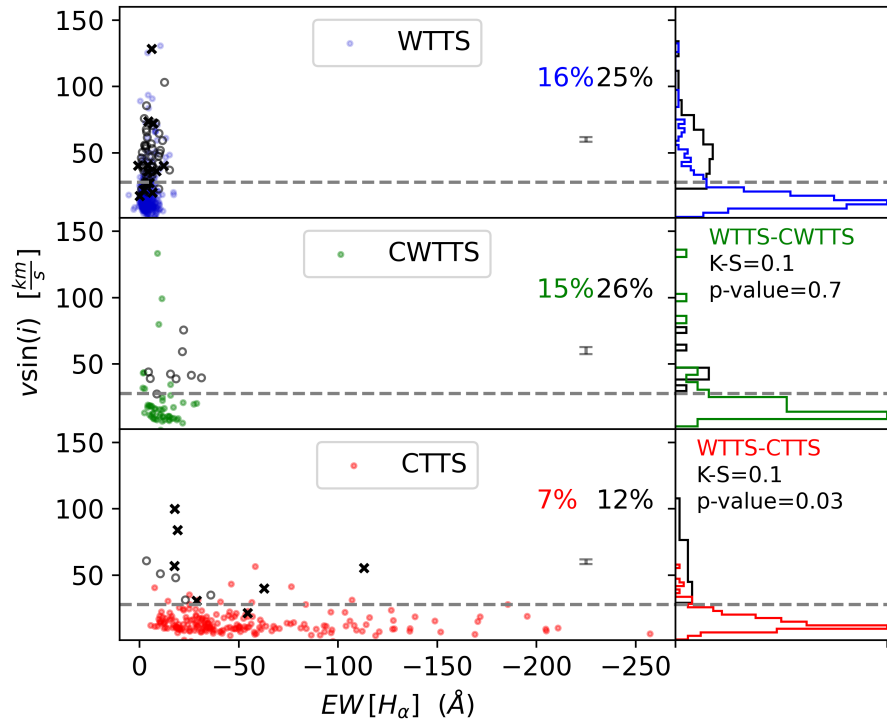 150
WTTS
100
16% 25%
50
150
CWTTS
WTTS-CWTTS
K-S=0.1
p-value=0.7
100
15% 26%
50
vsin(i) [km/s]
150
CTTS
WTTS-CTTS
K-S=0.1
p-value=0.03
100
7% 12%
50
0 −50 −100 −150 −200 −250
EW[Hα] (Å)